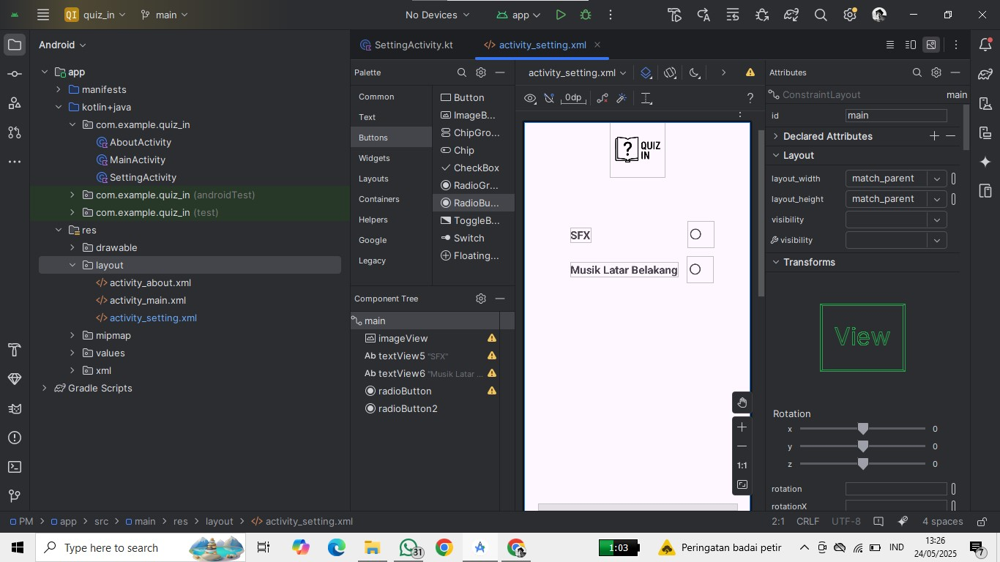 QI quiz_in main No Devices app
Android
app
manifests
kotlin+java
com.example.quiz_in
AboutActivity
MainActivity
SettingActivity
com.example.quiz_in (androidTest)
com.example.quiz_in (test)
res
drawable
layout
activity_about.xml
activity_main.xml
activity_setting.xml
mipmap
values
xml
Gradle Scripts
SettingActivity.kt activity_setting.xml
Palette
Common
Text
Buttons
Widgets
Layouts
Containers
Helpers
Google
Legacy
Button
ImageB...
ChipGro...
Chip
CheckBox
RadioGr...
RadioBu...
ToggleB...
Switch
Floating...
Component Tree
main
imageView
Ab textView5 "SFX"
Ab textView6 "Musik Latar ...
radioButton
radioButton2
activity_setting.xml
0dp
?
? QUIZ
IN
SFX
Musik Latar Belakang
1:1
Attributes
ConstraintLayout main
id main
Declared Attributes
Layout
layout_width match_parent
layout_height match_parent
visibility
visibility
Transforms
View
Rotation
x 0
y 0
z 0
rotation
rotationX
PM > app > src > main > res > layout > activity_setting.xml 2:1 CRLF UTF-8 4 spaces
Type here to search 31 1:03 Peringatan badai petir IND 13:26
24/05/2025 7